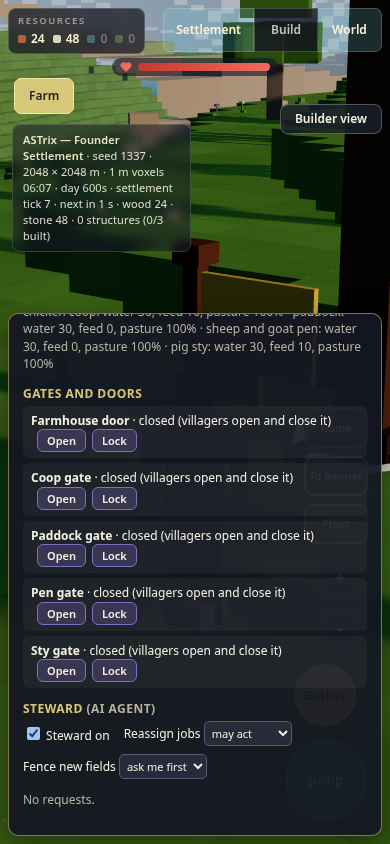 RESOURCES
24 48 0 0
Settlement Build World
Farm
Builder view
ASTrix — Founder
Settlement · seed 1337 ·
2048 × 2048 m · 1 m voxels
06:07 · day 600s · settlement
tick 7 · next in 1 s · wood 24 ·
stone 48 · 0 structures (0/3
built)
chicken coop: water 30, feed 10, pasture 100% · paddock:
water 30, feed 0, pasture 100% · sheep and goat pen: water
30, feed 0, pasture 100% · pig sty: water 30, feed 10, pasture
100%
GATES AND DOORS
Farmhouse door · closed (villagers open and close it)
Open Lock
Home
Coop gate · closed (villagers open and close it)
To banner
Open Lock
Paddock gate · closed (villagers open and close it)
Plant
Open Lock
Pen gate · closed (villagers open and close it)
+
Open Lock
-
Sty gate · closed (villagers open and close it)
Open Lock
Gather
STEWARD (AI AGENT)
Steward on Reassign jobs may act
Fence new fields ask me first
Jump
No requests.